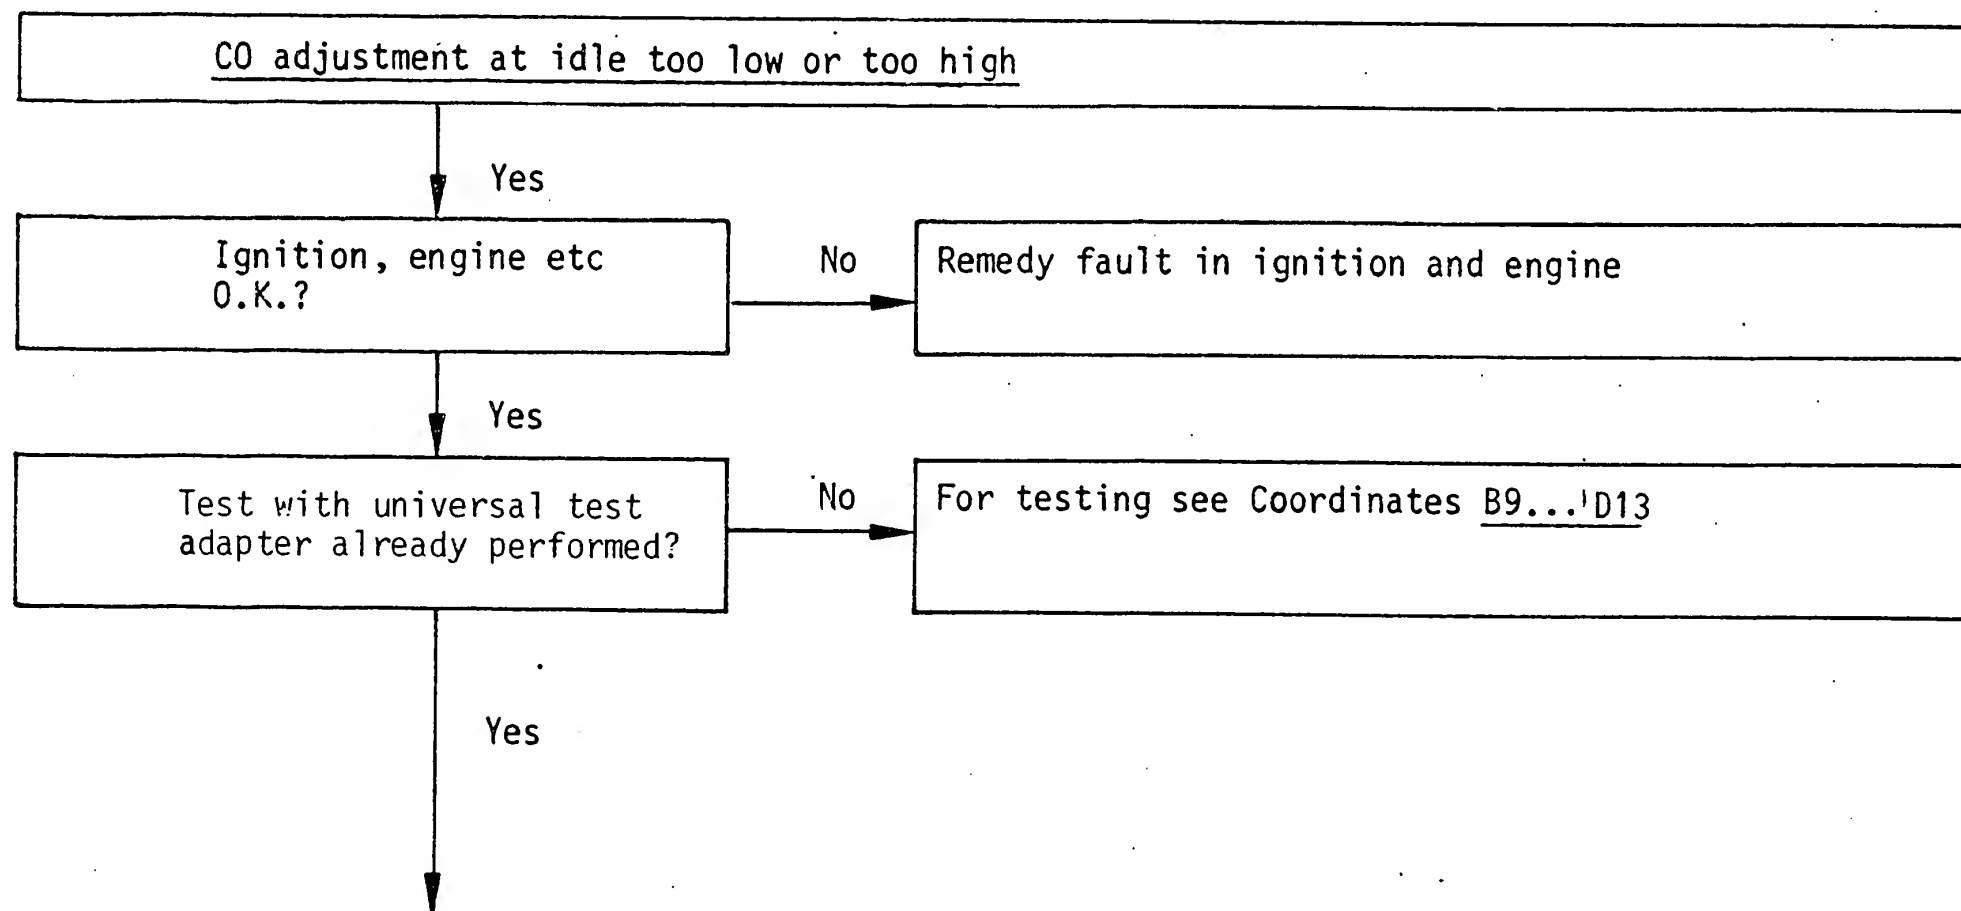 CO adjustment at idle too low or too high
Yes
Ignition, engine etc
O.K.?
No
Remedy fault in ignition and engine
Yes
Test with universal test
adapter already performed?
No
For testing see Coordinates B9...D13
Yes